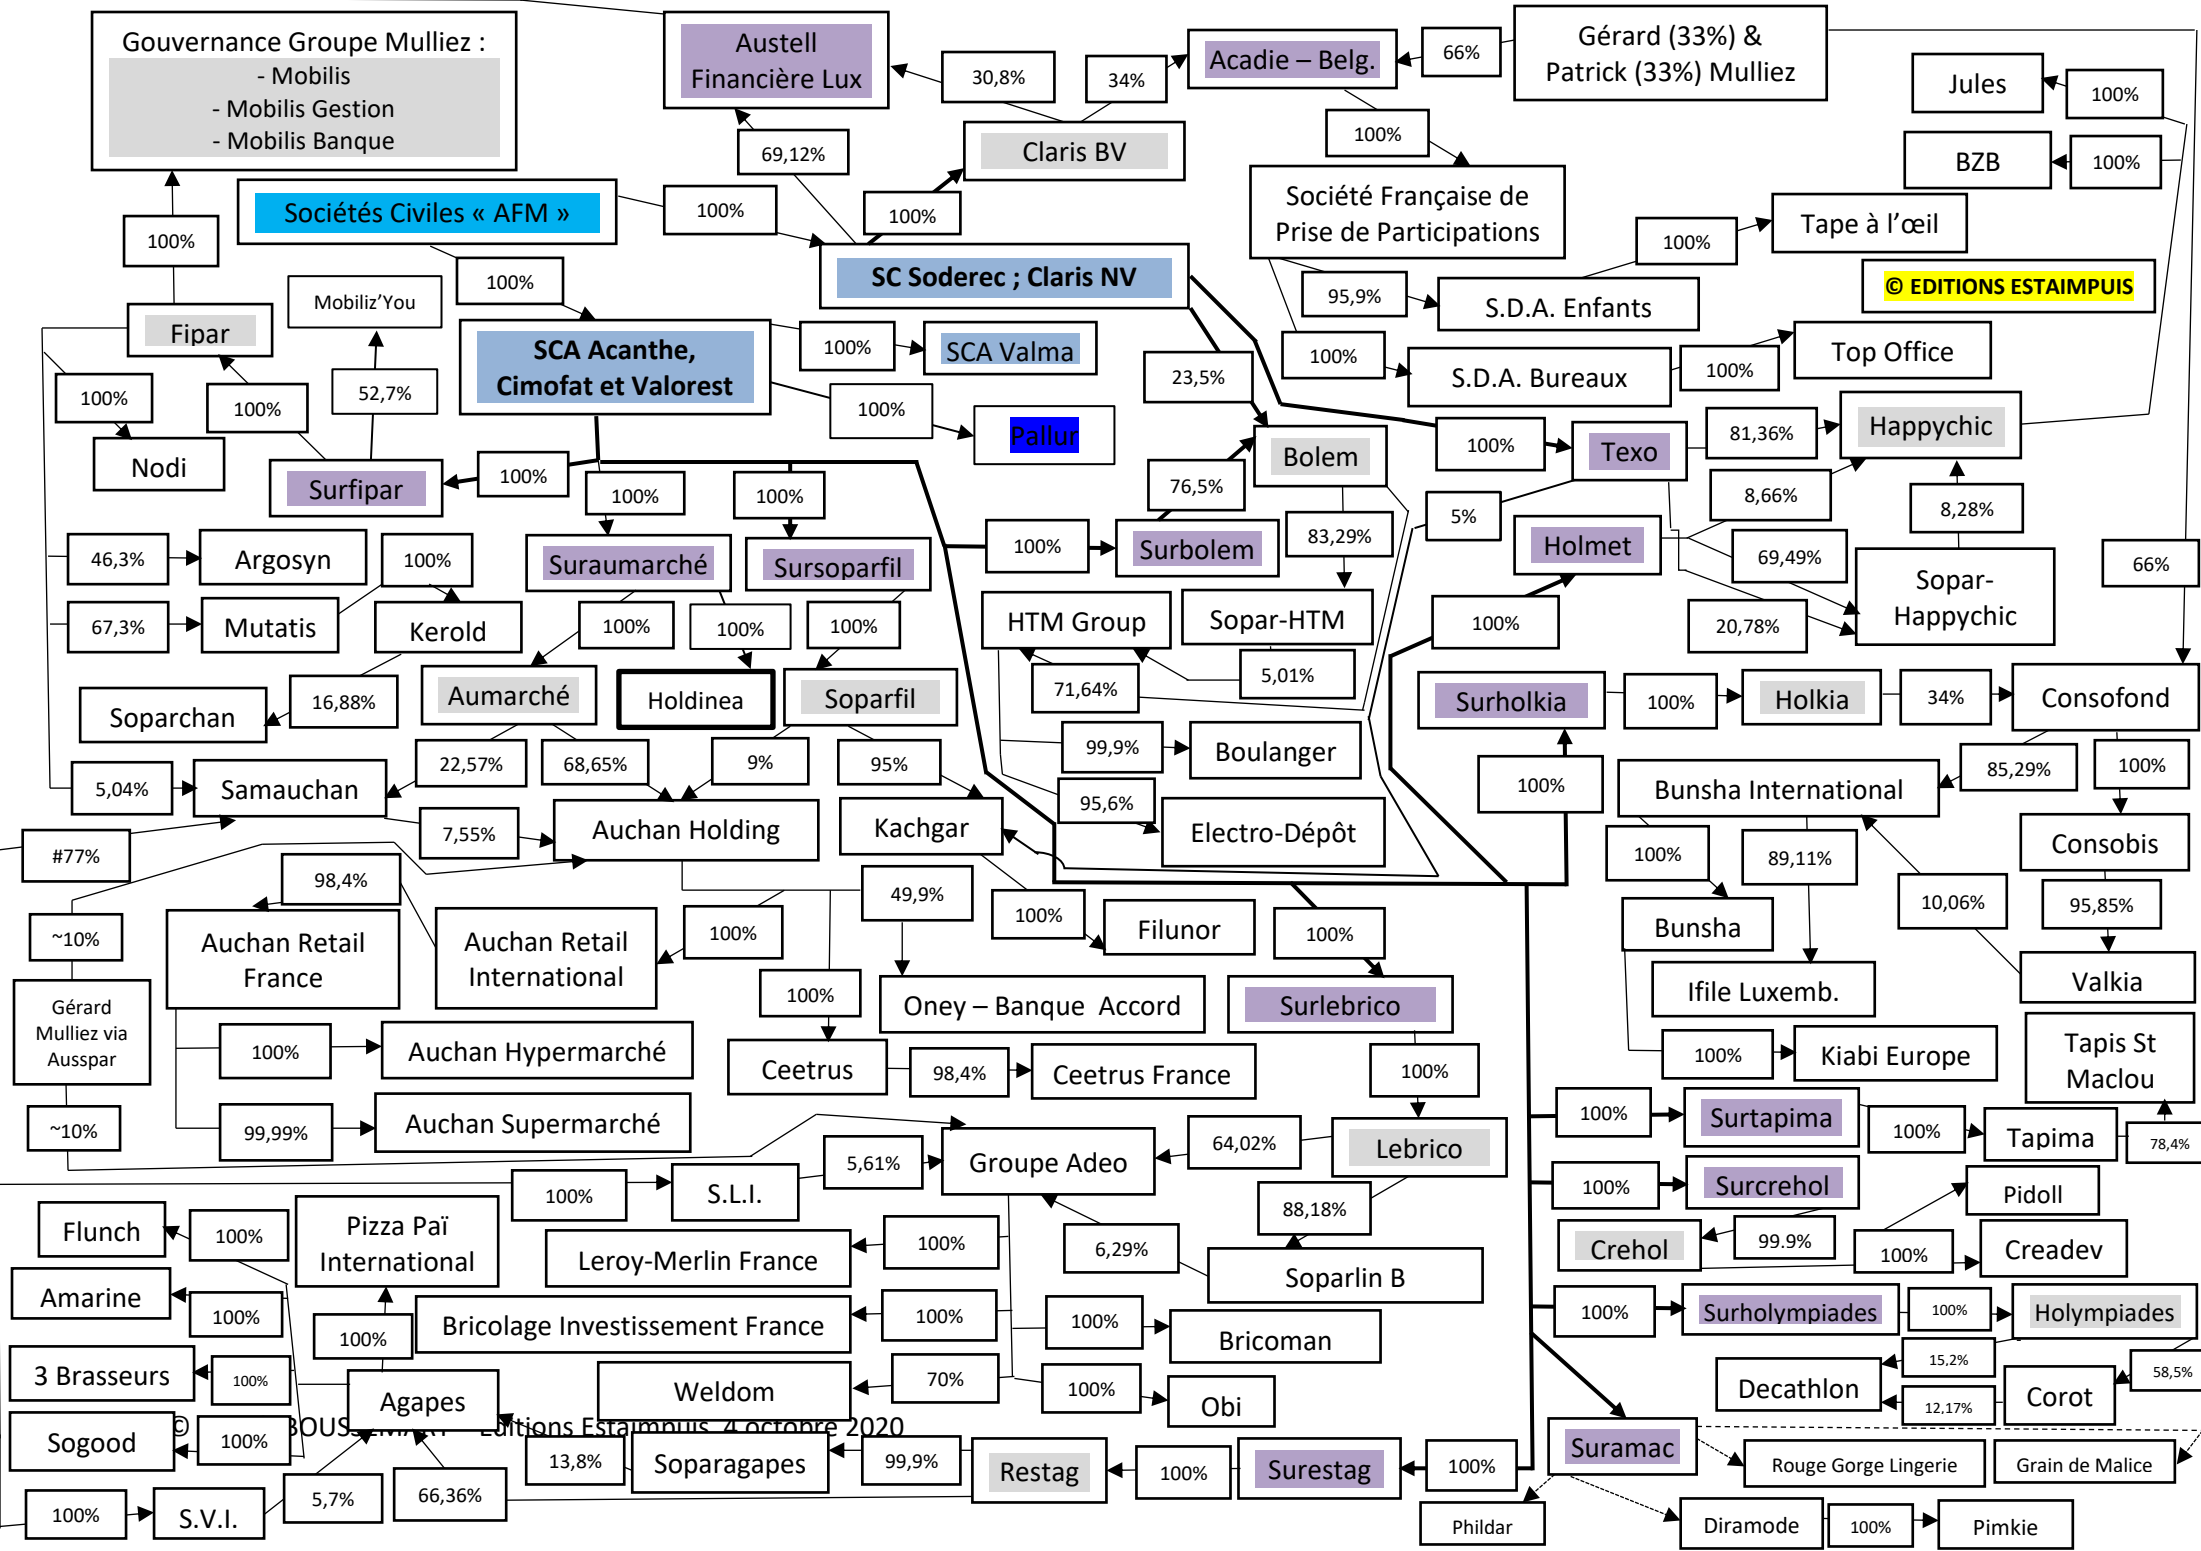 Gouvernance Groupe Mulliez :
- Mobilis
- Mobilis Gestion
- Mobilis Banque
Austell
Financière Lux
30,8%
34%
Acadie – Belg.
66%
Gérard (33%) &
Patrick (33%) Mulliez
Jules
100%
69,12%
Claris BV
100%
BZB
100%
Sociétés Civiles « AFM »
100%
100%
Société Française de
Prise de Participations
100%
Tape à l’œil
100%
SC Soderec ; Claris NV
© EDITIONS ESTAIMPUIS
Mobiliz’You
100%
95,9%
S.D.A. Enfants
Fipar
SCA Acanthe,
Cimofat et Valorest
100%
SCA Valma
23,5%
100%
S.D.A. Bureaux
100%
Top Office
100%
100%
52,7%
100%
Pallur
Nodi
Surfipar
100%
100%
100%
Bolem
76,5%
100%
Texo
81,36%
Happychic
5%
8,66%
8,28%
46,3%
Argosyn
100%
Suraumarché
Sursoparfil
100%
Surbolem
83,29%
Holmet
69,49%
Sopar-
Happychic
66%
67,3%
Mutatis
Kerold
100%
100%
100%
HTM Group
Sopar-HTM
100%
20,78%
Soparchan
16,88%
Aumarché
Holdinea
Soparfil
71,64%
5,01%
Surholkia
100%
Holkia
34%
Consofond
5,04%
Samauchan
22,57%
68,65%
9%
95%
99,9%
Boulanger
100%
Bunsha International
85,29%
100%
#77%
7,55%
Auchan Holding
Kachgar
95,6%
Electro-Dépôt
100%
89,11%
Consobis
98,4%
49,9%
10,06%
95,85%
~10%
Auchan Retail
France
Auchan Retail
International
100%
100%
Filunor
100%
Bunsha
Gérard
Mulliez via
Ausspar
100%
Oney – Banque Accord
Surlebrico
Ifile Luxemb.
Valkia
100%
Auchan Hypermarché
Ceetrus
98,4%
Ceetrus France
100%
100%
Kiabi Europe
Tapis St
Maclou
~10%
99,99%
Auchan Supermarché
100%
Surtapima
100%
Tapima
78,4%
5,61%
Groupe Adeo
64,02%
Lebrico
100%
S.L.I.
100%
Surcrehol
Pidoll
Flunch
100%
Pizza Paï
International
Leroy-Merlin France
100%
6,29%
88,18%
Soparlin B
Crehol
99.9%
100%
Creadev
Amarine
100%
100%
Bricolage Investissement France
100%
100%
Bricoman
100%
Surholympiades
100%
Holympiades
3 Brasseurs
100%
Agapes
Weldom
70%
100%
Obi
Decathlon
15,2%
12,17%
Corot
58,5%
© BOUSSEMART Editions Estaimpuis 4 octobre 2020
Sogood
100%
13,8%
Soparagapes
99,9%
Restag
100%
Surestag
100%
Suramac
Rouge Gorge Lingerie
Grain de Malice
100%
S.V.I.
5,7%
66,36%
Phildar
Diramode
100%
Pimkie